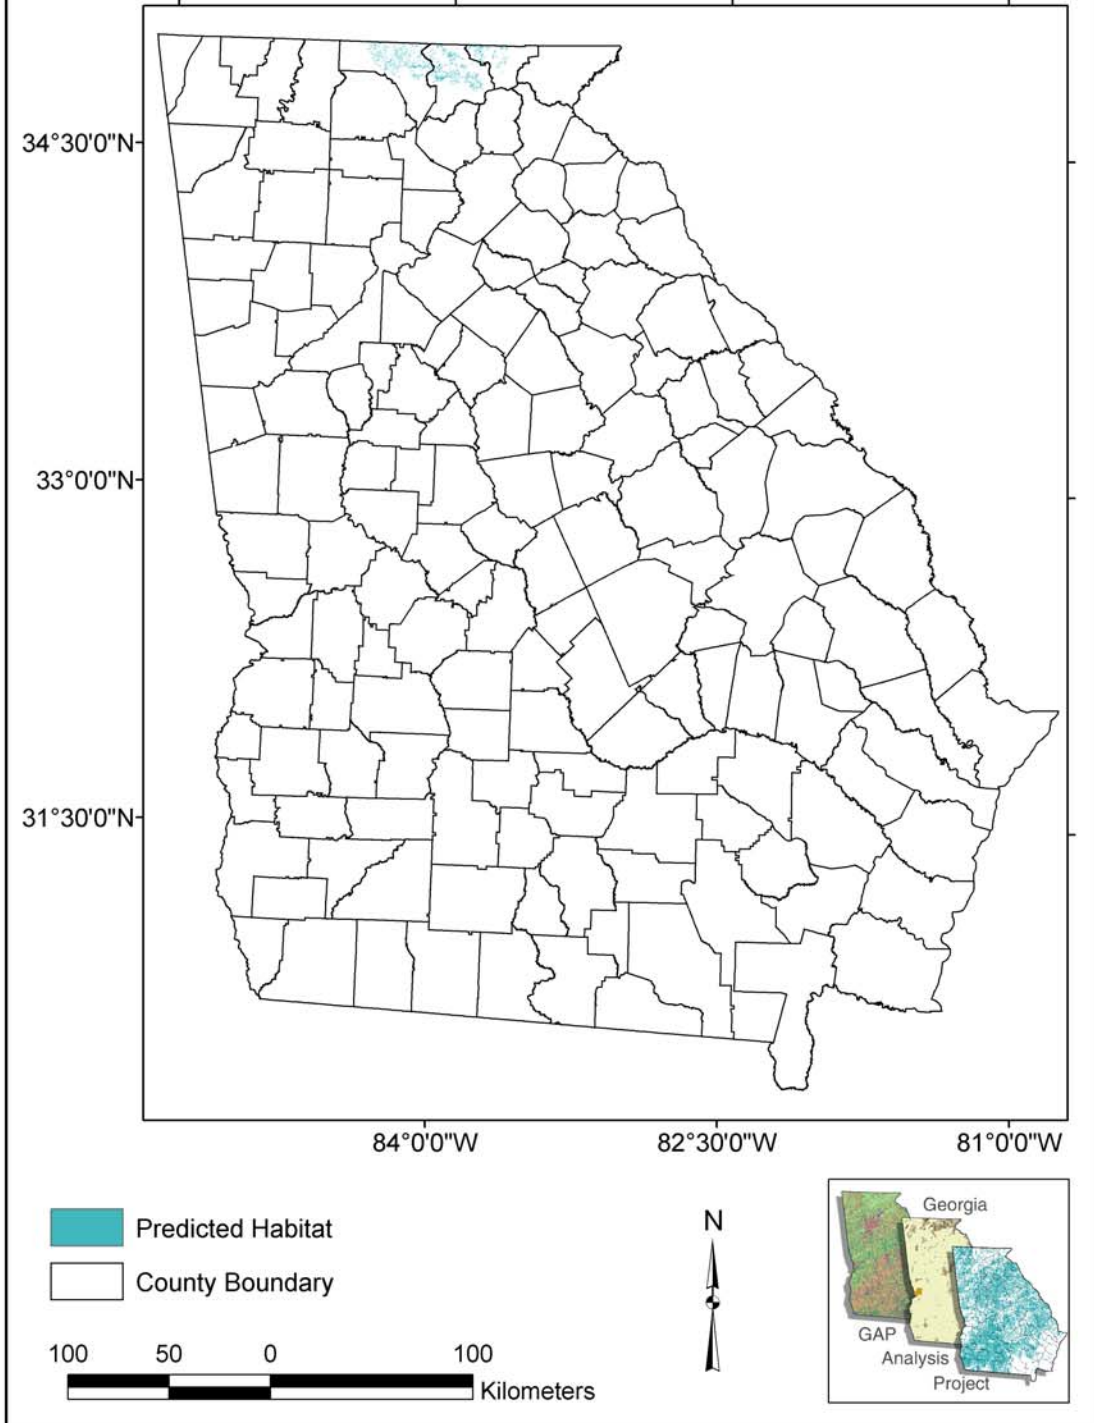 34°30'0"N
33°0'0"N
31°30'0"N
84°0'0"W 82°30'0"W 81°0'0"W
Predicted Habitat
County Boundary
N
100 50 0 100
Kilometers
Georgia
GAP
Analysis
Project